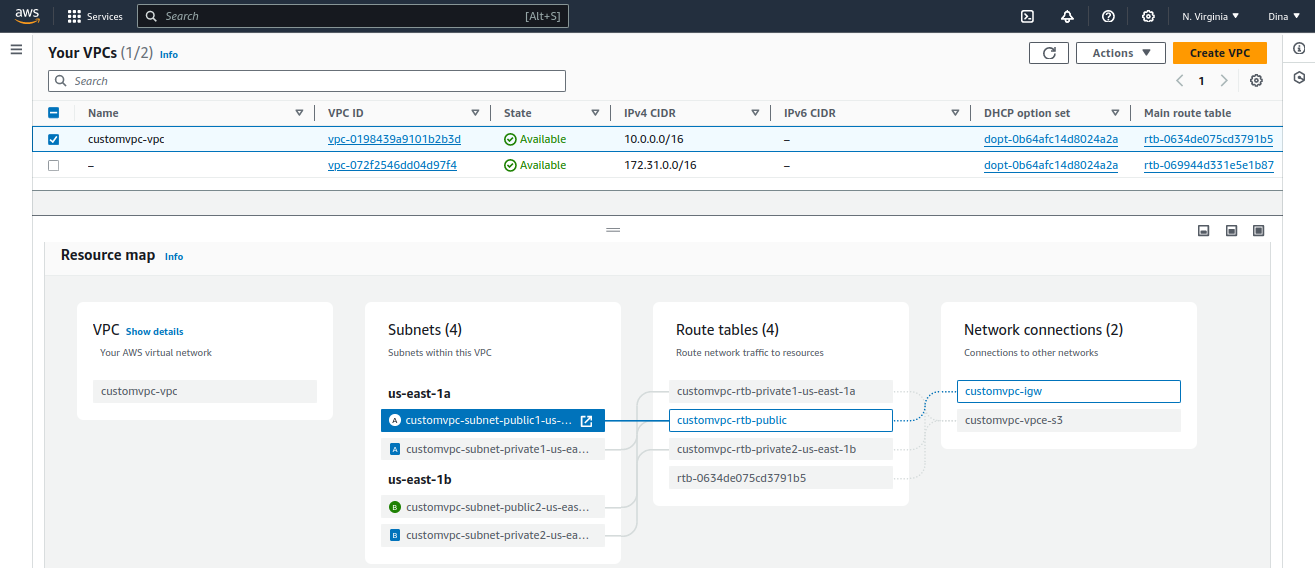 aws Services Search [Alt+S] N. Virginia Dina
Your VPCs (1/2) Info Actions Create VPC
Search 1
Name VPC ID State IPv4 CIDR IPv6 CIDR DHCP option set Main route table
customvpc-vpc vpc-0198439a9101b2b3d Available 10.0.0.0/16 – dopt-0b64afc14d8024a2a rtb-0634de075cd3791b5
– vpc-072f2546dd04d97f4 Available 172.31.0.0/16 – dopt-0b64afc14d8024a2a rtb-069944d331e5e1b87
Resource map Info
VPC Show details
Your AWS virtual network
customvpc-vpc
Subnets (4)
Subnets within this VPC
us-east-1a
A customvpc-subnet-public1-us-...
A customvpc-subnet-private1-us-ea...
us-east-1b
B customvpc-subnet-public2-us-eas...
B customvpc-subnet-private2-us-ea...
Route tables (4)
Route network traffic to resources
customvpc-rtb-private1-us-east-1a
customvpc-rtb-public
customvpc-rtb-private2-us-east-1b
rtb-0634de075cd3791b5
Network connections (2)
Connections to other networks
customvpc-igw
customvpc-vpce-s3